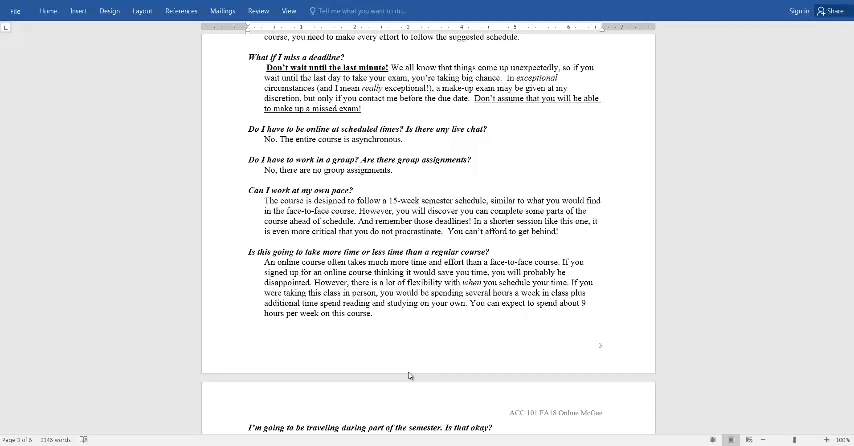 File Home Insert Design Layout References Mailings Review View Tell me what you want to do... Sign in Share
course, you need to make every effort to follow the suggested schedule.
What if I miss a deadline?
Don't wait until the last minute! We all know that things come up unexpectedly, so if you
wait until the last day to take your exam, you're taking big chance. In exceptional
circumstances (and I mean really exceptional!), a make-up exam may be given at my
discretion, but only if you contact me before the due date. Don't assume that you will be able
to make up a missed exam!
Do I have to be online at scheduled times? Is there any live chat?
No. The entire course is asynchronous.
Do I have to work in a group? Are there group assignments?
No, there are no group assignments.
Can I work at my own pace?
The course is designed to follow a 15-week semester schedule, similar to what you would find
in the face-to-face course. However, you will discover you can complete some parts of the
course ahead of schedule. And remember those deadlines! In a shorter session like this one, it
is even more critical that you do not procrastinate. You can't afford to get behind!
Is this going to take more time or less time than a regular course?
An online course often takes much more time and effort than a face-to-face course. If you
signed up for an online course thinking it would save you time, you will probably be
disappointed. However, there is a lot of flexibility with when you schedule your time. If you
were taking this class in person, you would be spending several hours a week in class plus
additional time spend reading and studying on your own. You can expect to spend about 9
hours per week on this course.
3
ACC 101 FA18 Online McGee
I'm going to be traveling during part of the semester. Is that okay?
Page 3 of 6 2146 words 100%